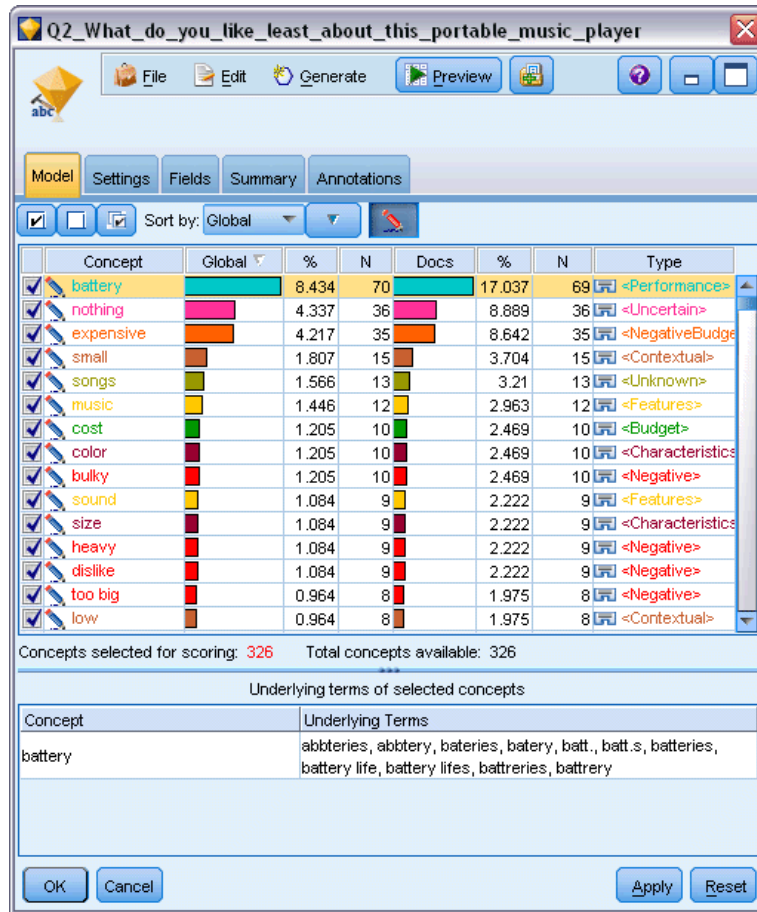 Q2_What_do_you_like_least_about_this_portable_music_player
File Edit Generate Preview
abc
Model Settings Fields Summary Annotations
Sort by: Global
Concept Global % N Docs % N Type
battery 8.434 70 17.037 69 <Performance>
nothing 4.337 36 8.889 36 <Uncertain>
expensive 4.217 35 8.642 35 <NegativeBudge
small 1.807 15 3.704 15 <Contextual>
songs 1.566 13 3.21 13 <Unknown>
music 1.446 12 2.963 12 <Features>
cost 1.205 10 2.469 10 <Budget>
color 1.205 10 2.469 10 <Characteristics
bulky 1.205 10 2.469 10 <Negative>
sound 1.084 9 2.222 9 <Features>
size 1.084 9 2.222 9 <Characteristics
heavy 1.084 9 2.222 9 <Negative>
dislike 1.084 9 2.222 9 <Negative>
too big 0.964 8 1.975 8 <Negative>
low 0.964 8 1.975 8 <Contextual>
Concepts selected for scoring: 326 Total concepts available: 326
Underlying terms of selected concepts
Concept Underlying Terms
battery abbteries, abbtery, bateries, batery, batt., batt.s, batteries,
battery life, battery lifes, battreries, battrery
OK Cancel Apply Reset